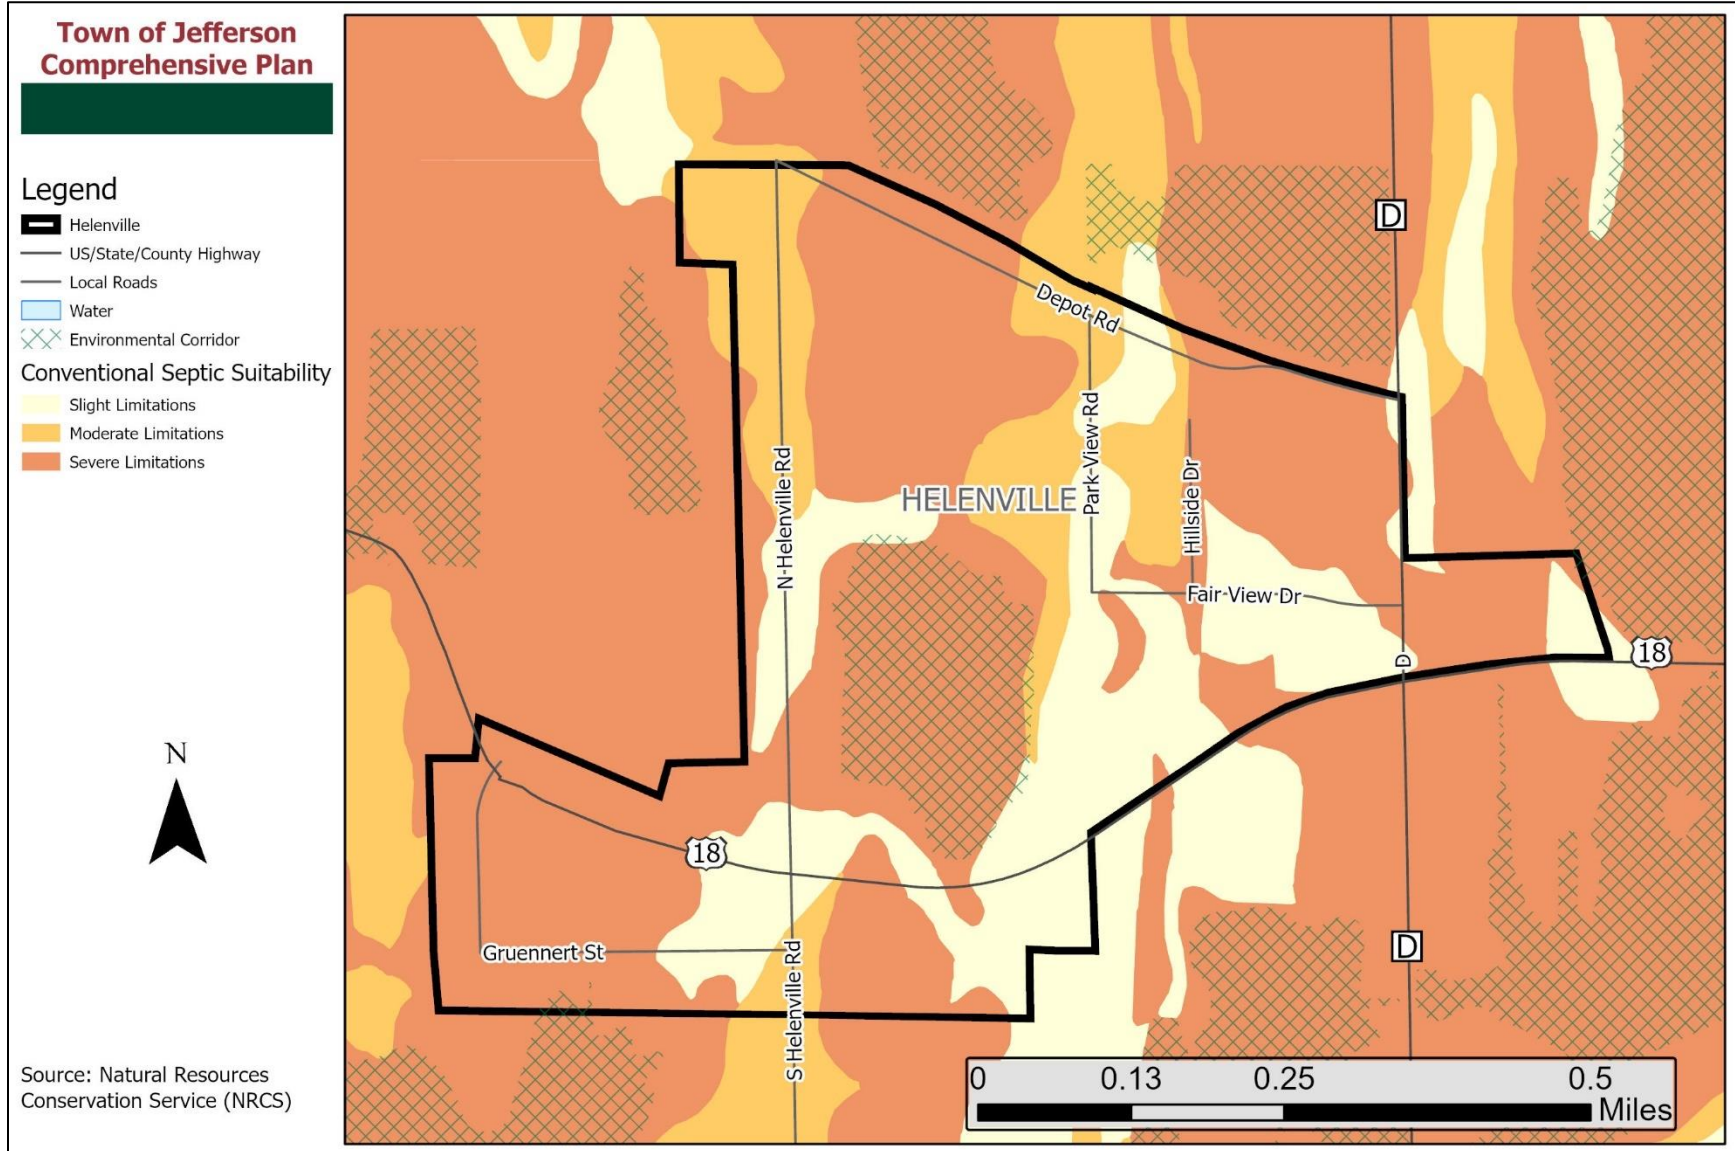 Town of Jefferson
Comprehensive Plan
Legend
Helenville
US/State/County Highway
Local Roads
Water
Environmental Corridor
Conventional Septic Suitability
Slight Limitations
Moderate Limitations
Severe Limitations
N
Source: Natural Resources
Conservation Service (NRCS)
D
Depot Rd
Park View Rd
N Helenville Rd
HELENVILLE
Hillside Dr
Fair View Dr
D
18
18
Gruennert St
S Helenville Rd
D
0 0.13 0.25 0.5
Miles